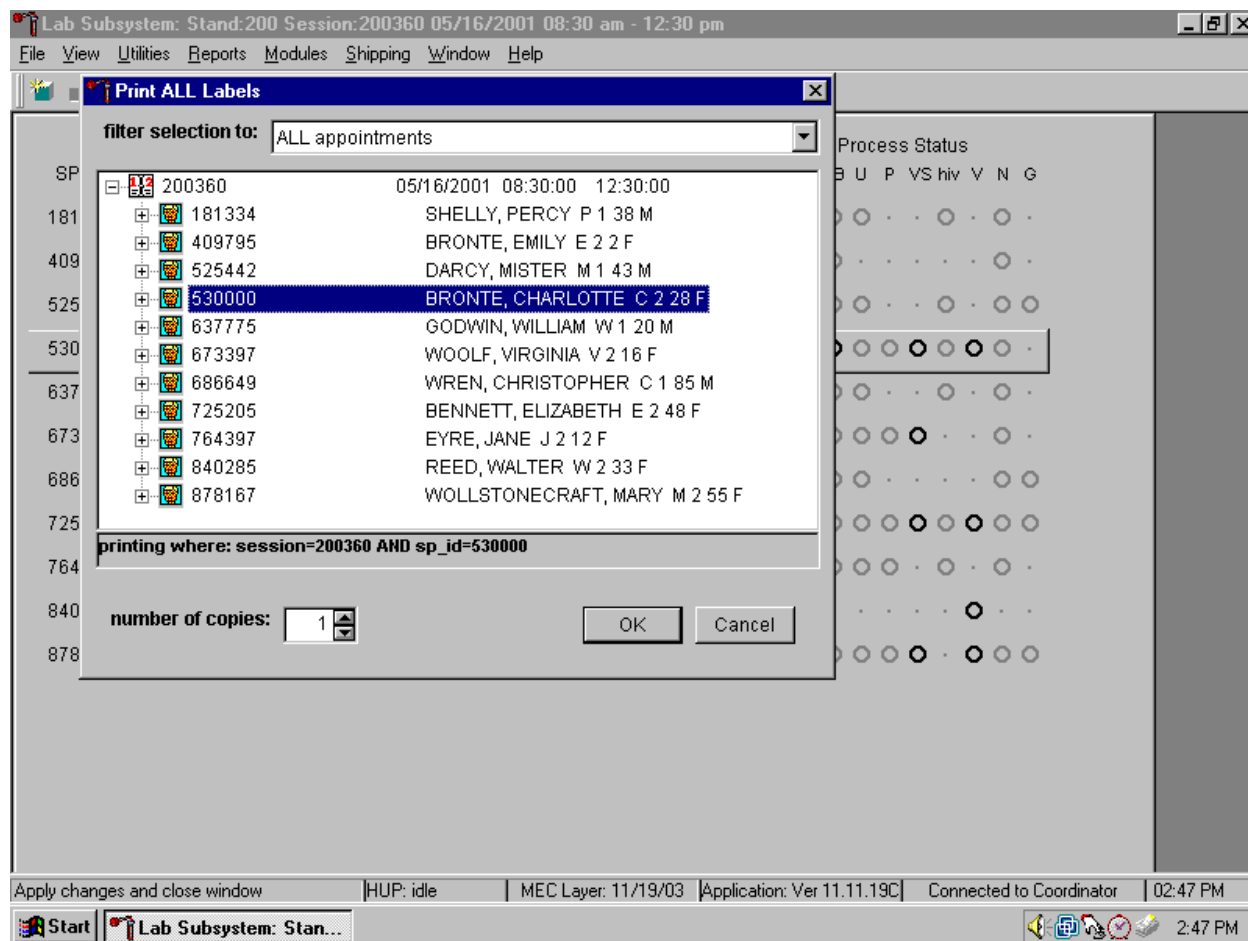 Lab Subsystem: Stand:200 Session:200360 05/16/2001 08:30 am - 12:30 pm
File View Utilities Reports Modules Shipping Window Help
Print ALL Labels
filter selection to: ALL appointments
Process Status
SP
B U P VS hiv V N G
200360 05/16/2001 08:30:00 12:30:00
181334 SHELLY, PERCY P 1 38 M
409795 BRONTE, EMILY E 2 2 F
525442 DARCY, MISTER M 1 43 M
530000 BRONTE, CHARLOTTE C 2 28 F
637775 GODWIN, WILLIAM W 1 20 M
673397 WOOLF, VIRGINIA V 2 16 F
686649 WREN, CHRISTOPHER C 1 85 M
725205 BENNETT, ELIZABETH E 2 48 F
764397 EYRE, JANE J 2 12 F
840285 REED, WALTER W 2 33 F
878167 WOLLSTONECRAFT, MARY M 2 55 F
181
409
525
530
637
673
686
725
764
840
878
printing where: session=200360 AND sp_id=530000
number of copies: 1 OK Cancel
Apply changes and close window HUP: idle MEC Layer: 11/19/03 Application: Ver 11.11.19C Connected to Coordinator 02:47 PM
Start Lab Subsystem: Stan... 2:47 PM